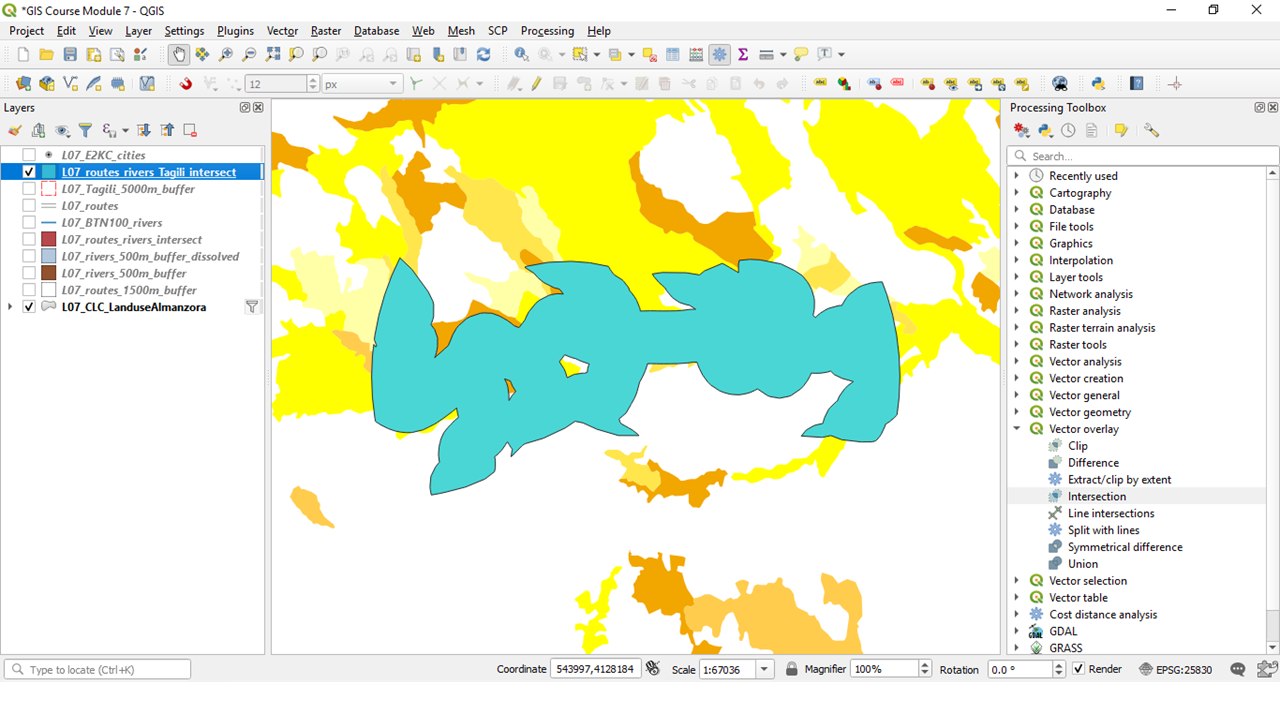 *GIS Course Module 7 - QGIS
Project Edit View Layer Settings Plugins Vector Raster Database Web Mesh SCP Processing Help
12 px
Layers
L07_E2KC_cities
L07_routes_rivers_Tagili_intersect
L07_Tagili_5000m_buffer
L07_routes
L07_BTN100_rivers
L07_routes_rivers_intersect
L07_rivers_500m_buffer_dissolved
L07_rivers_500m_buffer
L07_routes_1500m_buffer
L07_CLC_LanduseAlmanzora
Processing Toolbox
Search...
Recently used
Cartography
Database
File tools
Graphics
Interpolation
Layer tools
Network analysis
Raster analysis
Raster terrain analysis
Raster tools
Vector analysis
Vector creation
Vector general
Vector geometry
Vector overlay
Clip
Difference
Extract/clip by extent
Intersection
Line intersections
Split with lines
Symmetrical difference
Union
Vector selection
Vector table
Cost distance analysis
GDAL
GRASS
Type to locate (Ctrl+K) Coordinate 543997,4128184 Scale 1:67036 Magnifier 100% Rotation 0.0 ° Render EPSG:25830